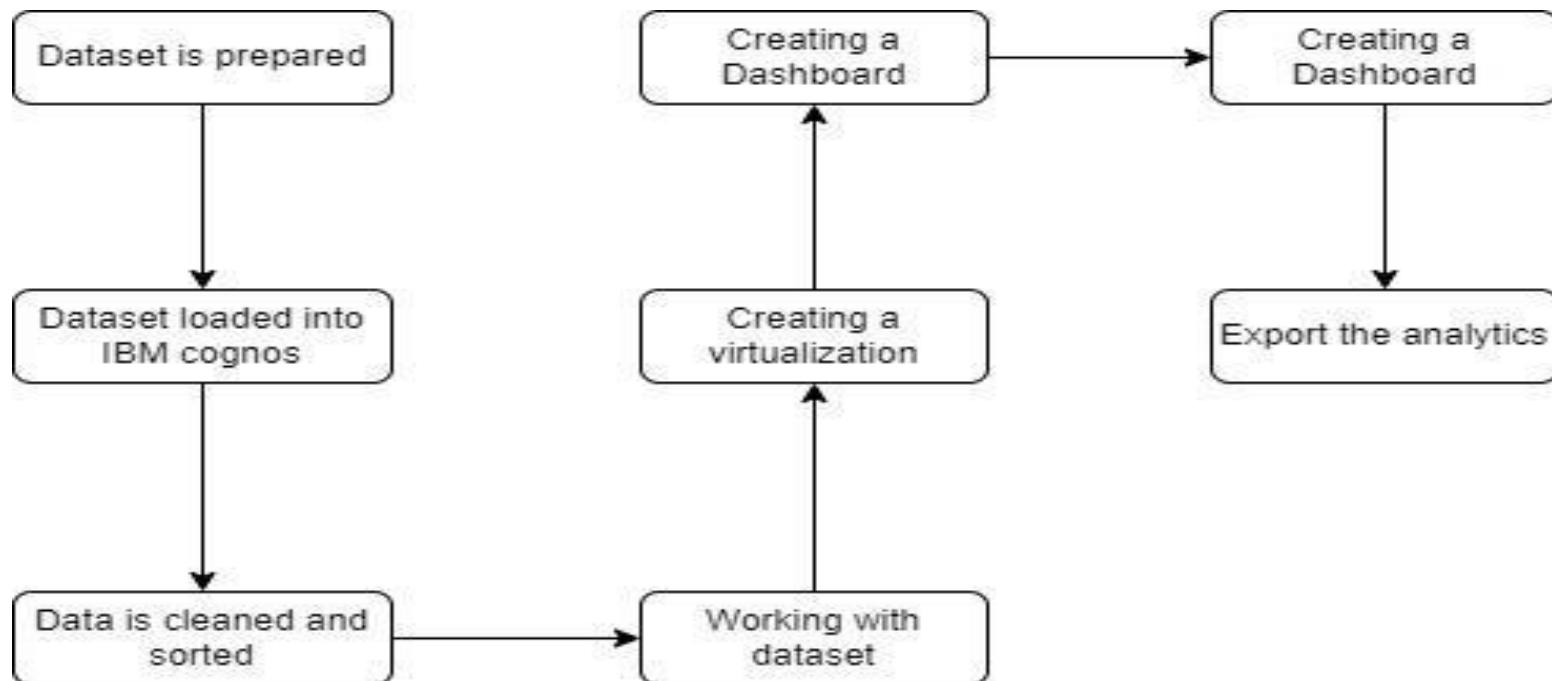 Dataset is prepared
Dataset loaded into
IBM cognos
Data is cleaned and
sorted
Working with
dataset
Creating a
virtualization
Creating a
Dashboard
Creating a
Dashboard
Export the analytics